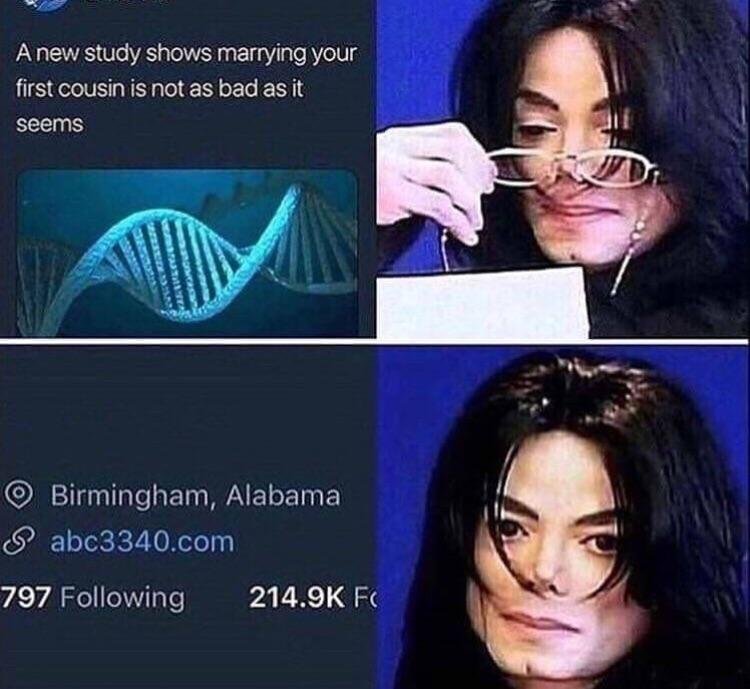 A new study shows marrying your
first cousin is not as bad as it
seems
Birmingham, Alabama
abc3340.com
797 Following 214.9K